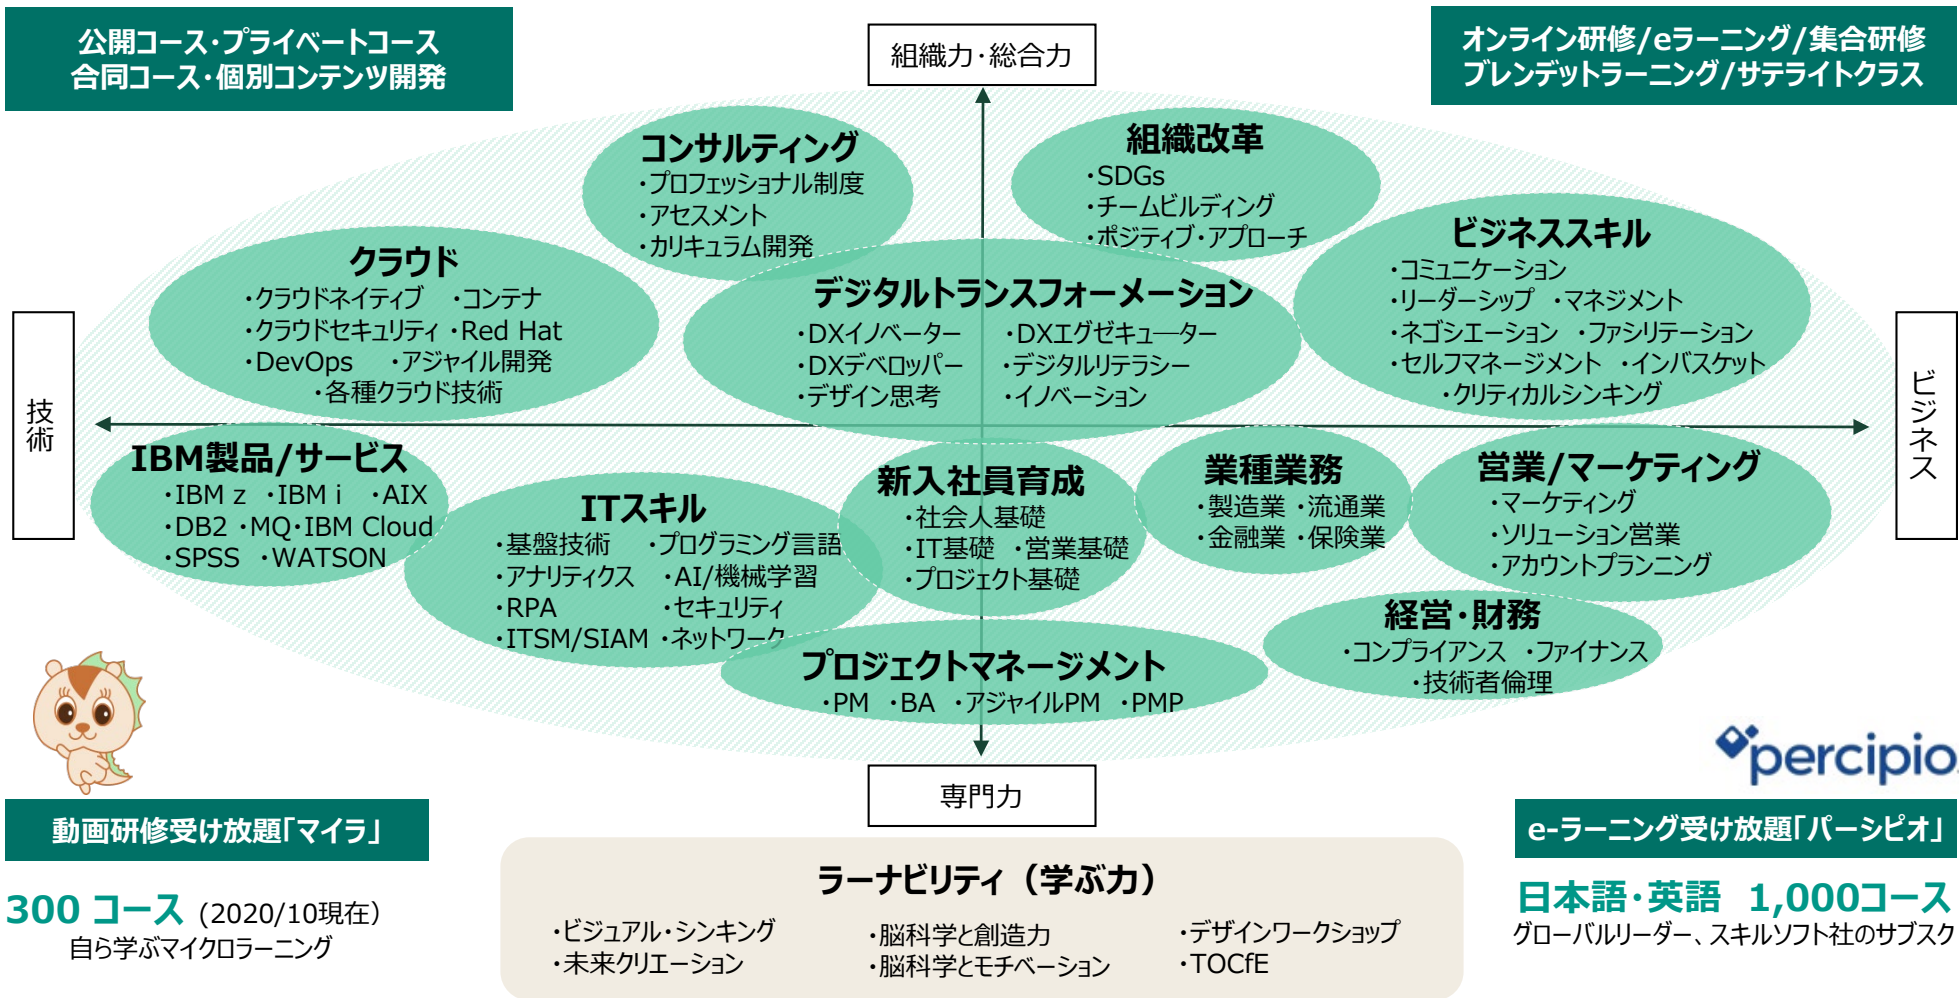 公開コース・プライベートコース
合同コース・個別コンテンツ開発
組織力・総合力
オンライン研修/eラーニング/集合研修
ブレンデットラーニング/サテライトクラス
コンサルティング
・プロフェッショナル制度
・アセスメント
・カリキュラム開発
組織改革
・SDGs
・チームビルディング
・ポジティブ・アプローチ
クラウド
・クラウドネイティブ ・コンテナ
・クラウドセキュリティ ・Red Hat
・DevOps ・アジャイル開発
・各種クラウド技術
デジタルトランスフォーメーション
・DXイノベーター ・DXエグゼキューター
・DXデベロッパー ・デジタルリテラシー
・デザイン思考 ・イノベーション
ビジネススキル
・コミュニケーション
・リーダーシップ ・マネジメント
・ネゴシエーション ・ファシリテーション
・セルフマネージメント ・インバスケット
・クリティカルシンキング
技術
ビジネス
IBM製品/サービス
・IBM z ・IBM i ・AIX
・DB2 ・MQ・IBM Cloud
・SPSS ・WATSON
ITスキル
・基盤技術 ・プログラミング言語
・アナリティクス ・AI/機械学習
・RPA ・セキュリティ
・ITSM/SIAM ・ネットワーク
新入社員育成
・社会人基礎
・IT基礎 ・営業基礎
・プロジェクト基礎
業種業務
・製造業 ・流通業
・金融業 ・保険業
営業/マーケティング
・マーケティング
・ソリューション営業
・アカウントプランニング
経営・財務
・コンプライアンス ・ファイナンス
・技術者倫理
プロジェクトマネージメント
・PM ・BA ・アジャイルPM ・PMP
専門力
percipio.
動画研修受け放題「マイラ」
300 コース (2020/10現在)
自ら学ぶマイクロラーニング
ラーナビリティ（学ぶ力）
・ビジュアル・シンキング ・脳科学と創造力 ・デザインワークショップ
・未来クリエーション ・脳科学とモチベーション ・TOCfE
e-ラーニング受け放題「パーシピオ」
日本語・英語 1,000コース
グローバルリーダー、スキルソフト社のサブスク